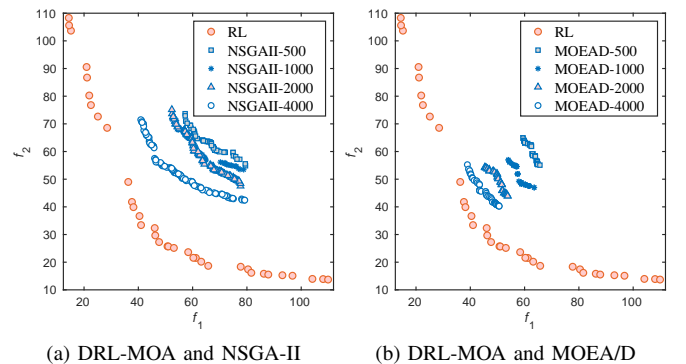 110
100
90
80
70
60
50
40
30
20
10
f2
20 40 60 80 100
f1
RL
NSGAII-500
NSGAII-1000
NSGAII-2000
NSGAII-4000
(a) DRL-MOA and NSGA-II
110
100
90
80
70
60
50
40
30
20
10
f2
20 40 60 80 100
f1
RL
MOEAD-500
MOEAD-1000
MOEAD-2000
MOEAD-4000
(b) DRL-MOA and MOEA/D